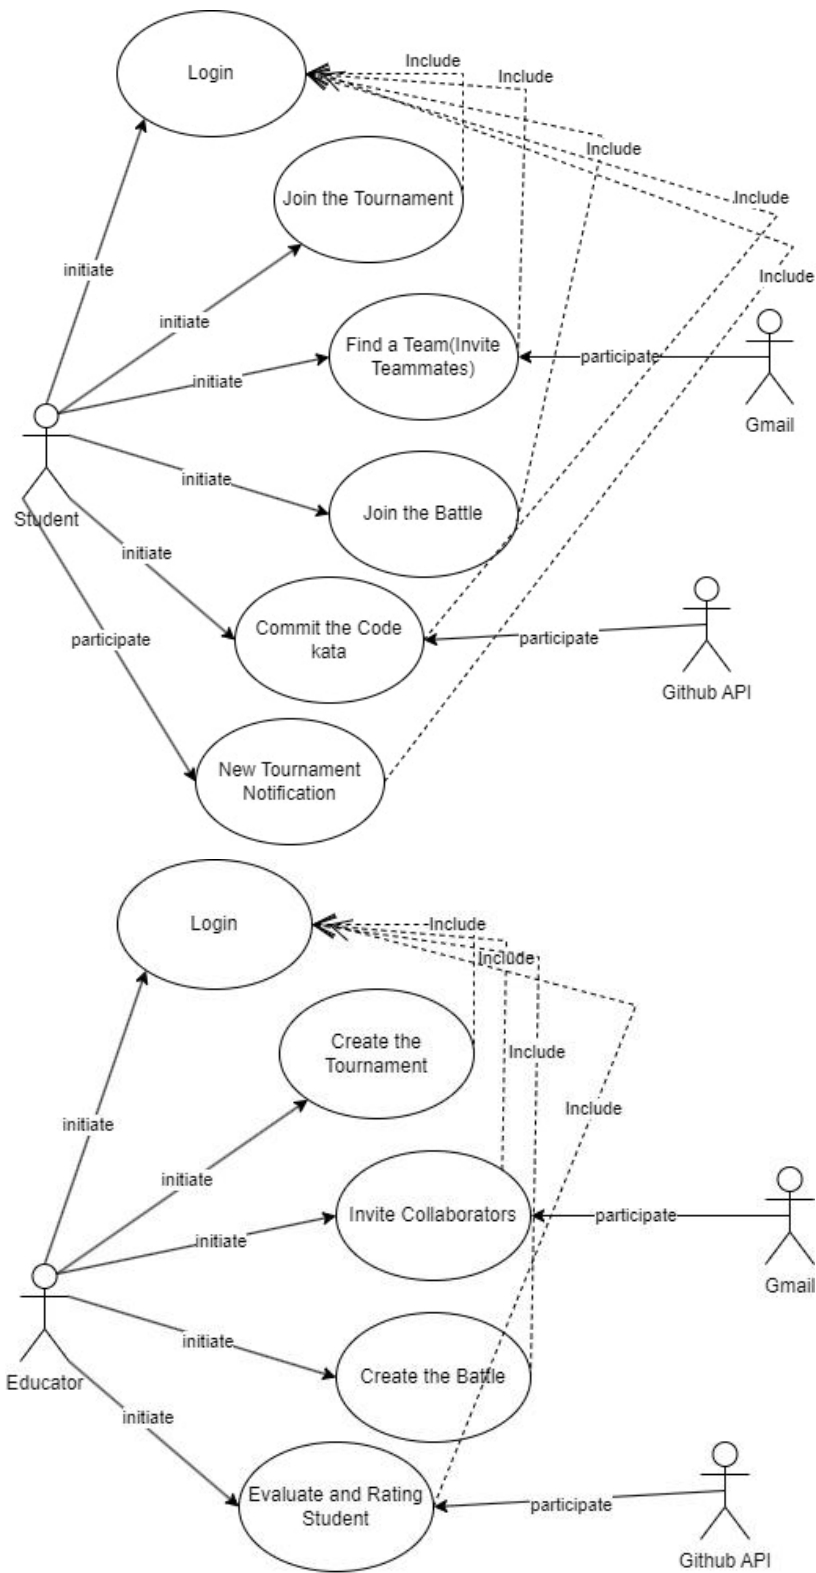 Login
Include
Include
Include
Join the Tournament
Include
initiate
Include
initiate
Find a Team(Invite
Teammates)
participate
initiate
Gmail
initiate
Join the Battle
Student
initiate
Commit the Code
kata
participate
participate
Github API
New Tournament
Notification
Login
Include
Include
Create the
Tournament
Include
initiate
Include
initiate
Invite Collaborators
participate
initiate
Gmail
initiate
Create the Battle
Educator
initiate
Evaluate and Rating
Student
participate
Github API